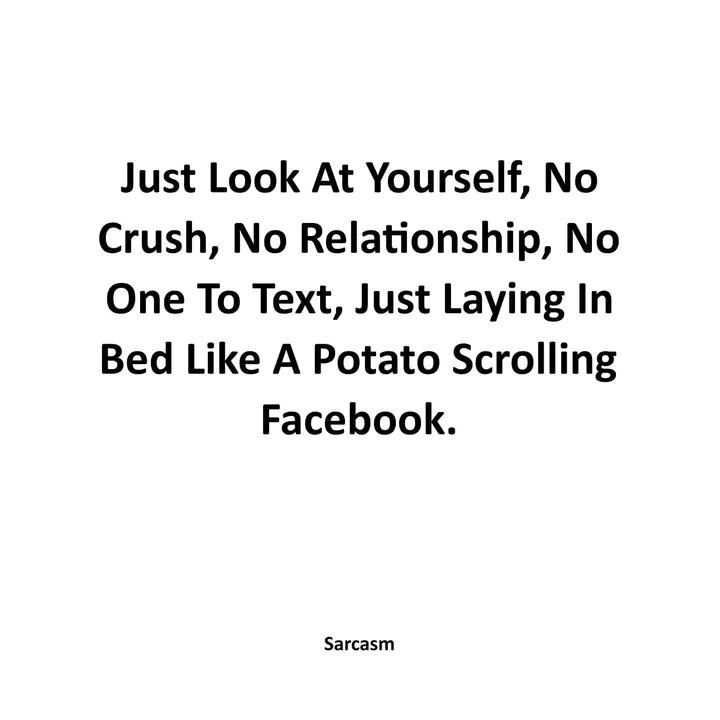 Just Look At Yourself, No
Crush, No Relationship, No
One To Text, Just Laying In
Bed Like A Potato Scrolling
Facebook.
Sarcasm